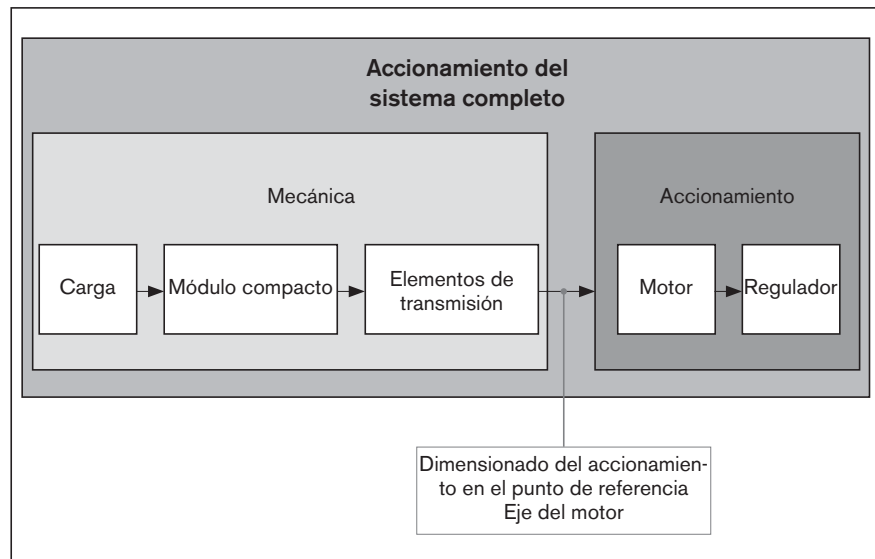 Accionamiento del
sistema completo
Mecánica
Accionamiento
Carga
Módulo compacto
Elementos de
transmisión
Motor
Regulador
Dimensionado del accionamien-
to en el punto de referencia
Eje del motor